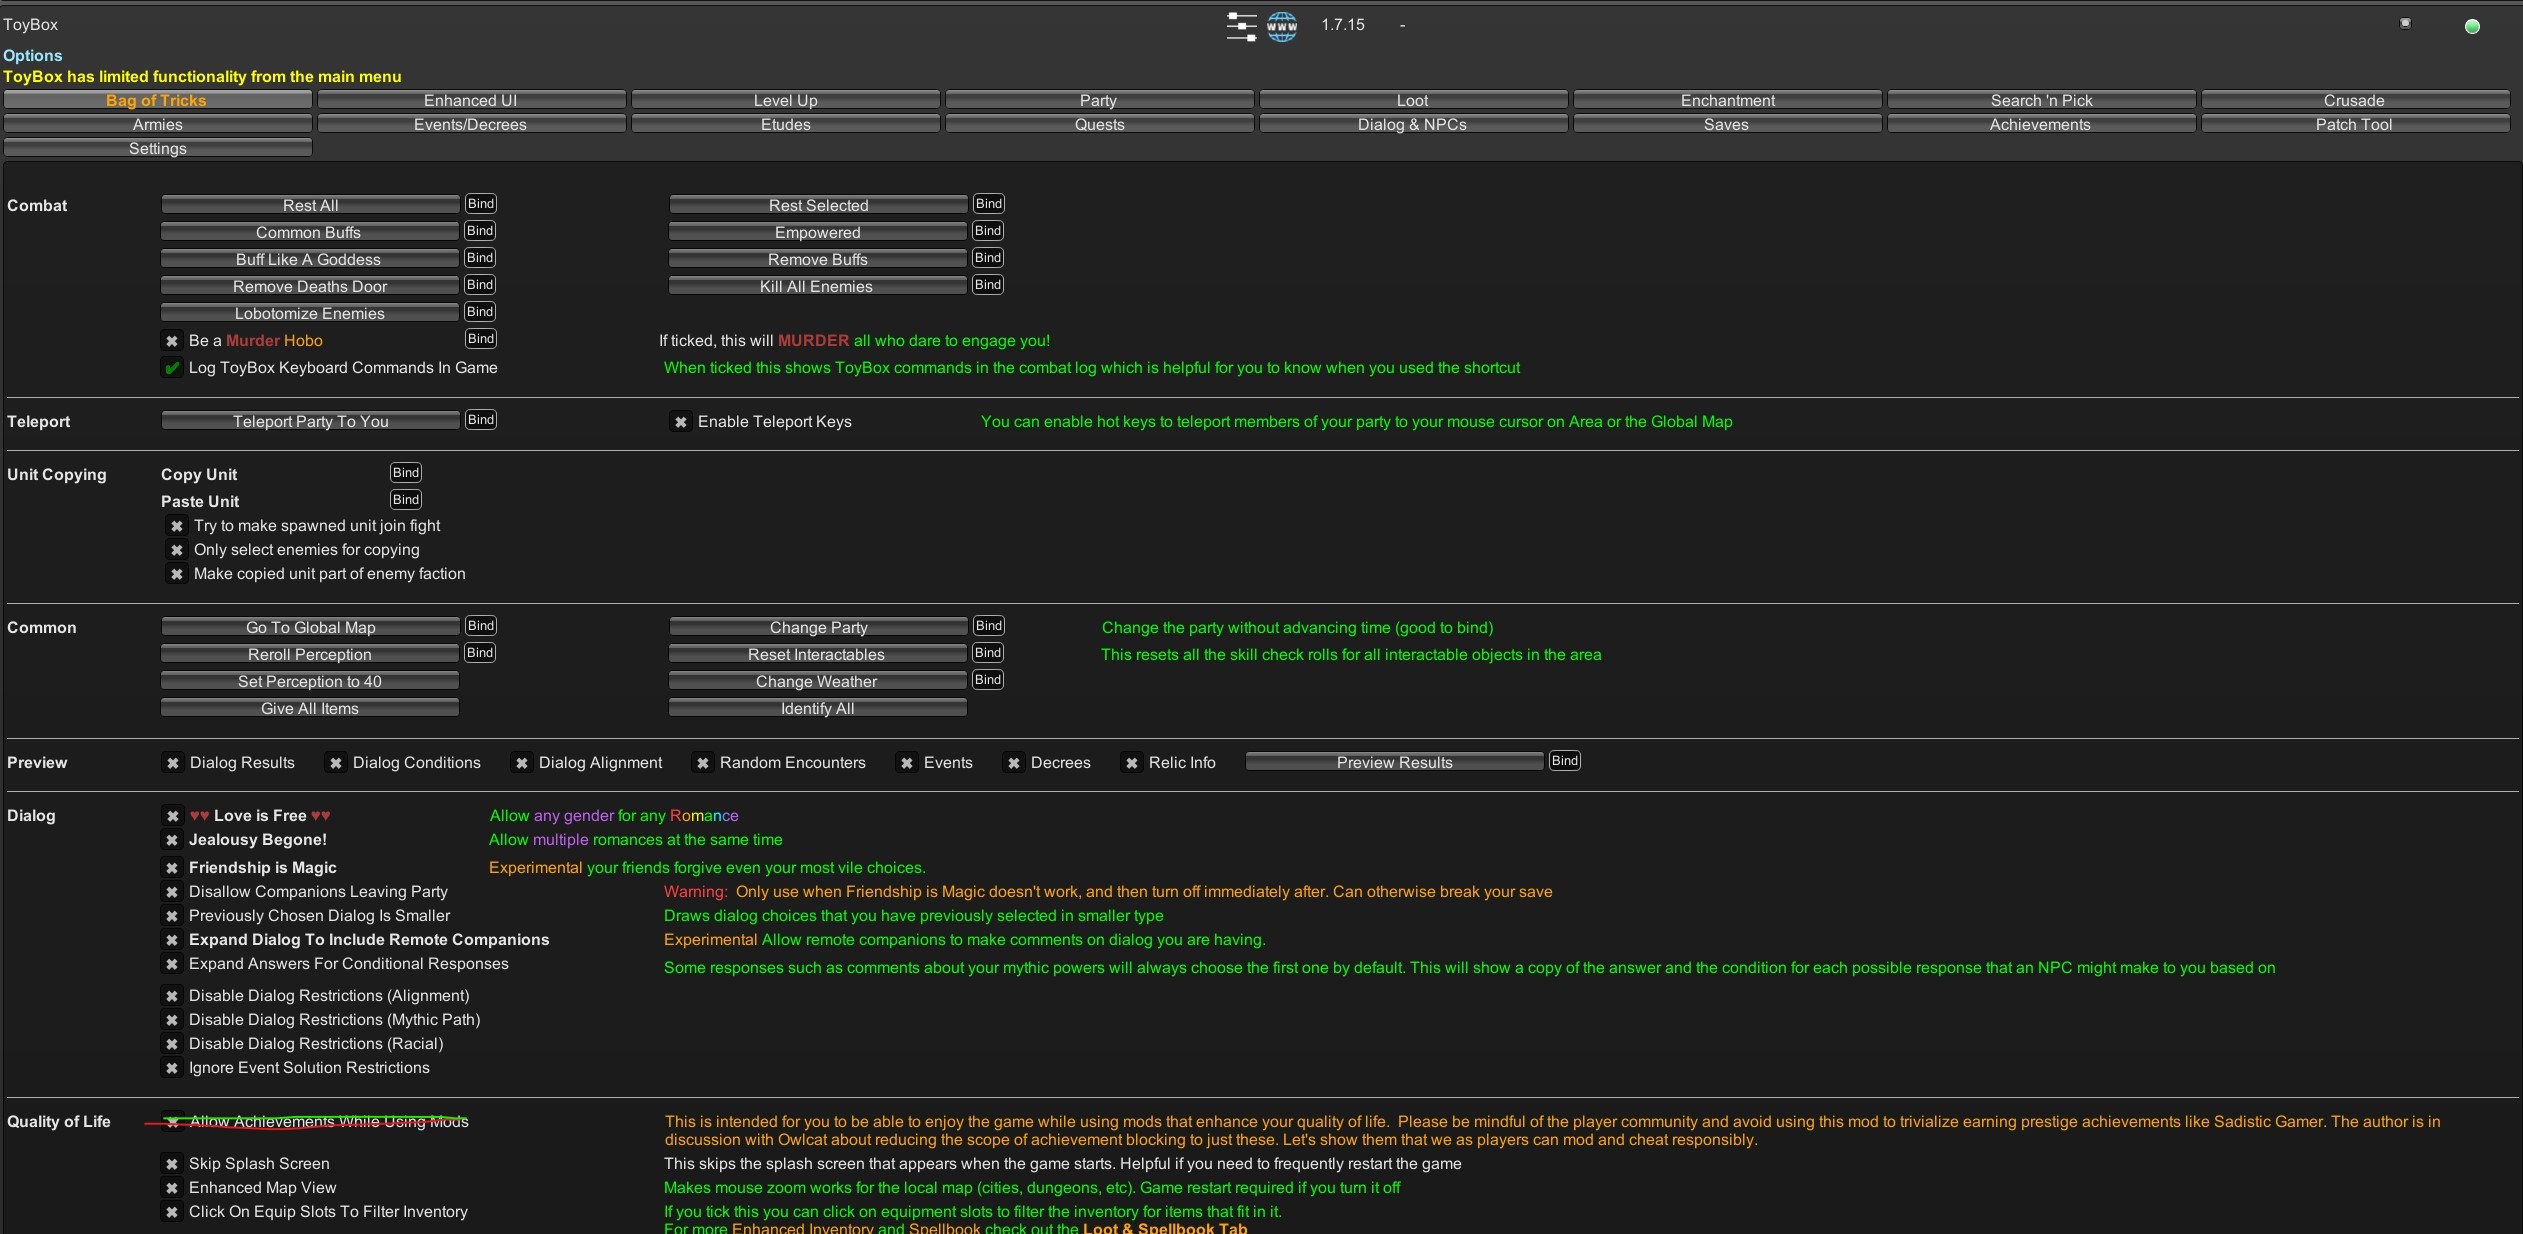 ToyBox 1.7.15 -
Options
ToyBox has limited functionality from the main menu
Bag of Tricks Enhanced UI Level Up Party Loot Enchantment Search 'n Pick Crusade
Armies Events/Decrees Etudes Quests Dialog & NPCs Saves Achievements Patch Tool
Settings
Combat Rest All Bind Rest Selected Bind
Common Buffs Bind Empowered Bind
Buff Like A Goddess Bind Remove Buffs Bind
Remove Deaths Door Bind Kill All Enemies Bind
Lobotomize Enemies Bind
Be a Murder Hobo Bind If ticked, this will MURDER all who dare to engage you!
Log ToyBox Keyboard Commands In Game When ticked this shows ToyBox commands in the combat log which is helpful for you to know when you used the shortcut
Teleport Teleport Party To You Bind Enable Teleport Keys You can enable hot keys to teleport members of your party to your mouse cursor on Area or the Global Map
Unit Copying Copy Unit Bind
Paste Unit Bind
Try to make spawned unit join fight
Only select enemies for copying
Make copied unit part of enemy faction
Common Go To Global Map Bind Change Party Bind Change the party without advancing time (good to bind)
Reroll Perception Bind Reset Interactables Bind This resets all the skill check rolls for all interactable objects in the area
Set Perception to 40 Change Weather Bind
Give All Items Identify All
Preview Dialog Results Dialog Conditions Dialog Alignment Random Encounters Events Decrees Relic Info Preview Results Bind
Dialog ♥♥ Love is Free ♥♥ Allow any gender for any Romance
Jealousy Begone! Allow multiple romances at the same time
Friendship is Magic Experimental your friends forgive even your most vile choices.
Disallow Companions Leaving Party Warning: Only use when Friendship is Magic doesn't work, and then turn off immediately after. Can otherwise break your save
Previously Chosen Dialog Is Smaller Draws dialog choices that you have previously selected in smaller type
Expand Dialog To Include Remote Companions Experimental Allow remote companions to make comments on dialog you are having.
Expand Answers For Conditional Responses Some responses such as comments about your mythic powers will always choose the first one by default. This will show a copy of the answer and the condition for each possible response that an NPC might make to you based on
Disable Dialog Restrictions (Alignment)
Disable Dialog Restrictions (Mythic Path)
Disable Dialog Restrictions (Racial)
Ignore Event Solution Restrictions
Quality of Life Allow Achievements While Using Mods This is intended for you to be able to enjoy the game while using mods that enhance your quality of life. Please be mindful of the player community and avoid using this mod to trivialize earning prestige achievements like Sadistic Gamer. The author is in
discussion with Owlcat about reducing the scope of achievement blocking to just these. Let's show them that we as players can mod and cheat responsibly.
Skip Splash Screen This skips the splash screen that appears when the game starts. Helpful if you need to frequently restart the game
Enhanced Map View Makes mouse zoom works for the local map (cities, dungeons, etc). Game restart required if you turn it off
Click On Equip Slots To Filter Inventory If you tick this you can click on equipment slots to filter the inventory for items that fit in it.
For more Enhanced Inventory and Spellbook check out the Loot & Spellbook Tab